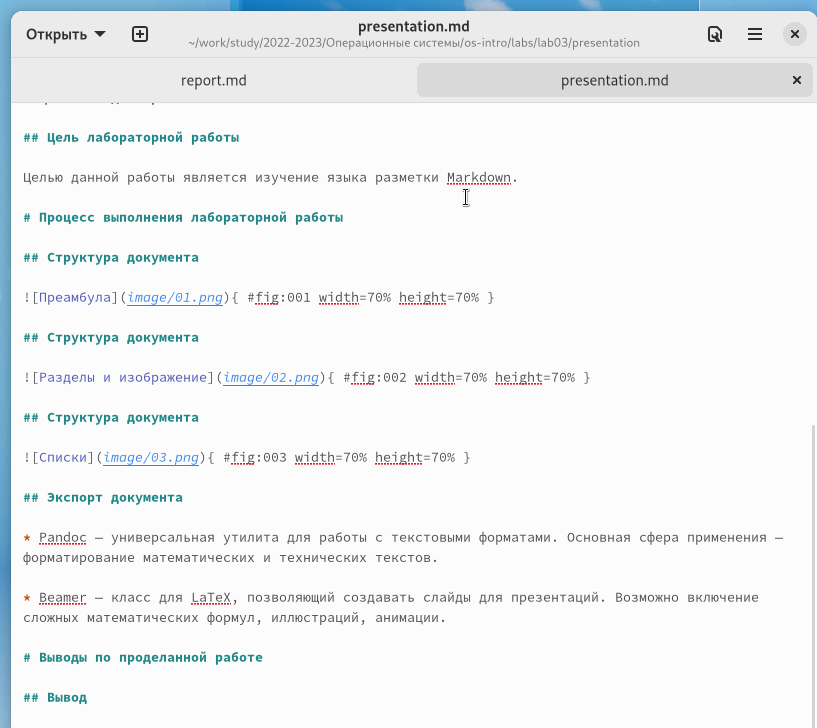 Открыть
presentation.md
~/work/study/2022-2023/Операционные системы/os-intro/labs/lab03/presentation
report.md
presentation.md
## Цель лабораторной работы
Целью данной работы является изучение языка разметки Markdown.
# Процесс выполнения лабораторной работы
## Структура документа
![Преамбула](image/01.png){ #fig:001 width=70% height=70% }
## Структура документа
![Разделы и изображение](image/02.png){ #fig:002 width=70% height=70% }
## Структура документа
![Списки](image/03.png){ #fig:003 width=70% height=70% }
## Экспорт документа
* Pandoc — универсальная утилита для работы с текстовыми форматами. Основная сфера применения —
форматирование математических и технических текстов.
* Beamer — класс для LaTeX, позволяющий создавать слайды для презентаций. Возможно включение
сложных математических формул, иллюстраций, анимации.
# Выводы по проделанной работе
## Вывод